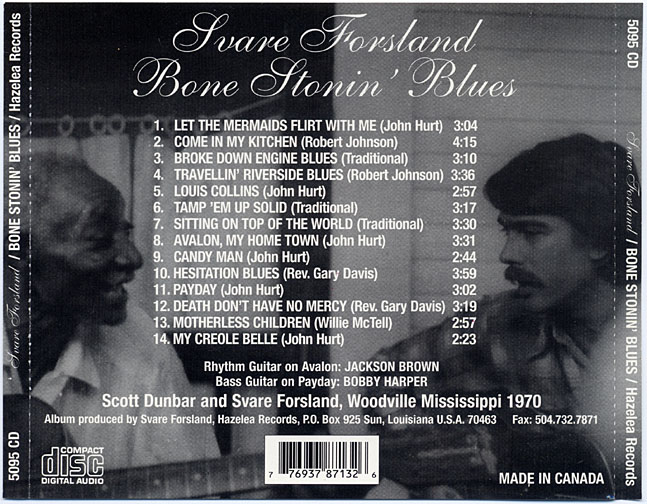 Svare Forsland
Bone Stonin' Blues
1. LET THE MERMAIDS FLIRT WITH ME (John Hurt) 3:04
2. COME IN MY KITCHEN (Robert Johnson) 4:15
3. BROKE DOWN ENGINE BLUES (Traditional) 3:10
4. TRAVELLIN' RIVERSIDE BLUES (Robert Johnson) 3:36
5. LOUIS COLLINS (John Hurt) 2:57
6. TAMP 'EM UP SOLID (Traditional) 3:17
7. SITTING ON TOP OF THE WORLD (Traditional) 3:30
8. AVALON, MY HOME TOWN (John Hurt) 3:31
9. CANDY MAN (John Hurt) 2:44
10. HESITATION BLUES (Rev. Gary Davis) 3:59
11. PAYDAY (John Hurt) 3:02
12. DEATH DON'T HAVE NO MERCY (Rev. Gary Davis) 3:19
13. MOTHERLESS CHILDREN (Willie McTell) 2:57
14. MY CREOLE BELLE (John Hurt) 2:23
Rhythm Guitar on Avalon: JACKSON BROWN
Bass Guitar on Payday: BOBBY HARPER
Scott Dunbar and Svare Forsland, Woodville Mississippi 1970
Album produced by Svare Forsland, Hazelea Records, P.O. Box 925 Sun, Louisiana U.S.A. 70463 Fax: 504.732.7871
COMPACT
disc
DIGITAL AUDIO
7 76937 87132 6
MADE IN CANADA
5095 CD Svare Forsland / BONE STONIN' BLUES / Hazelea Records
5095 CD Svare Forsland / BONE STONIN' BLUES / Hazelea Records